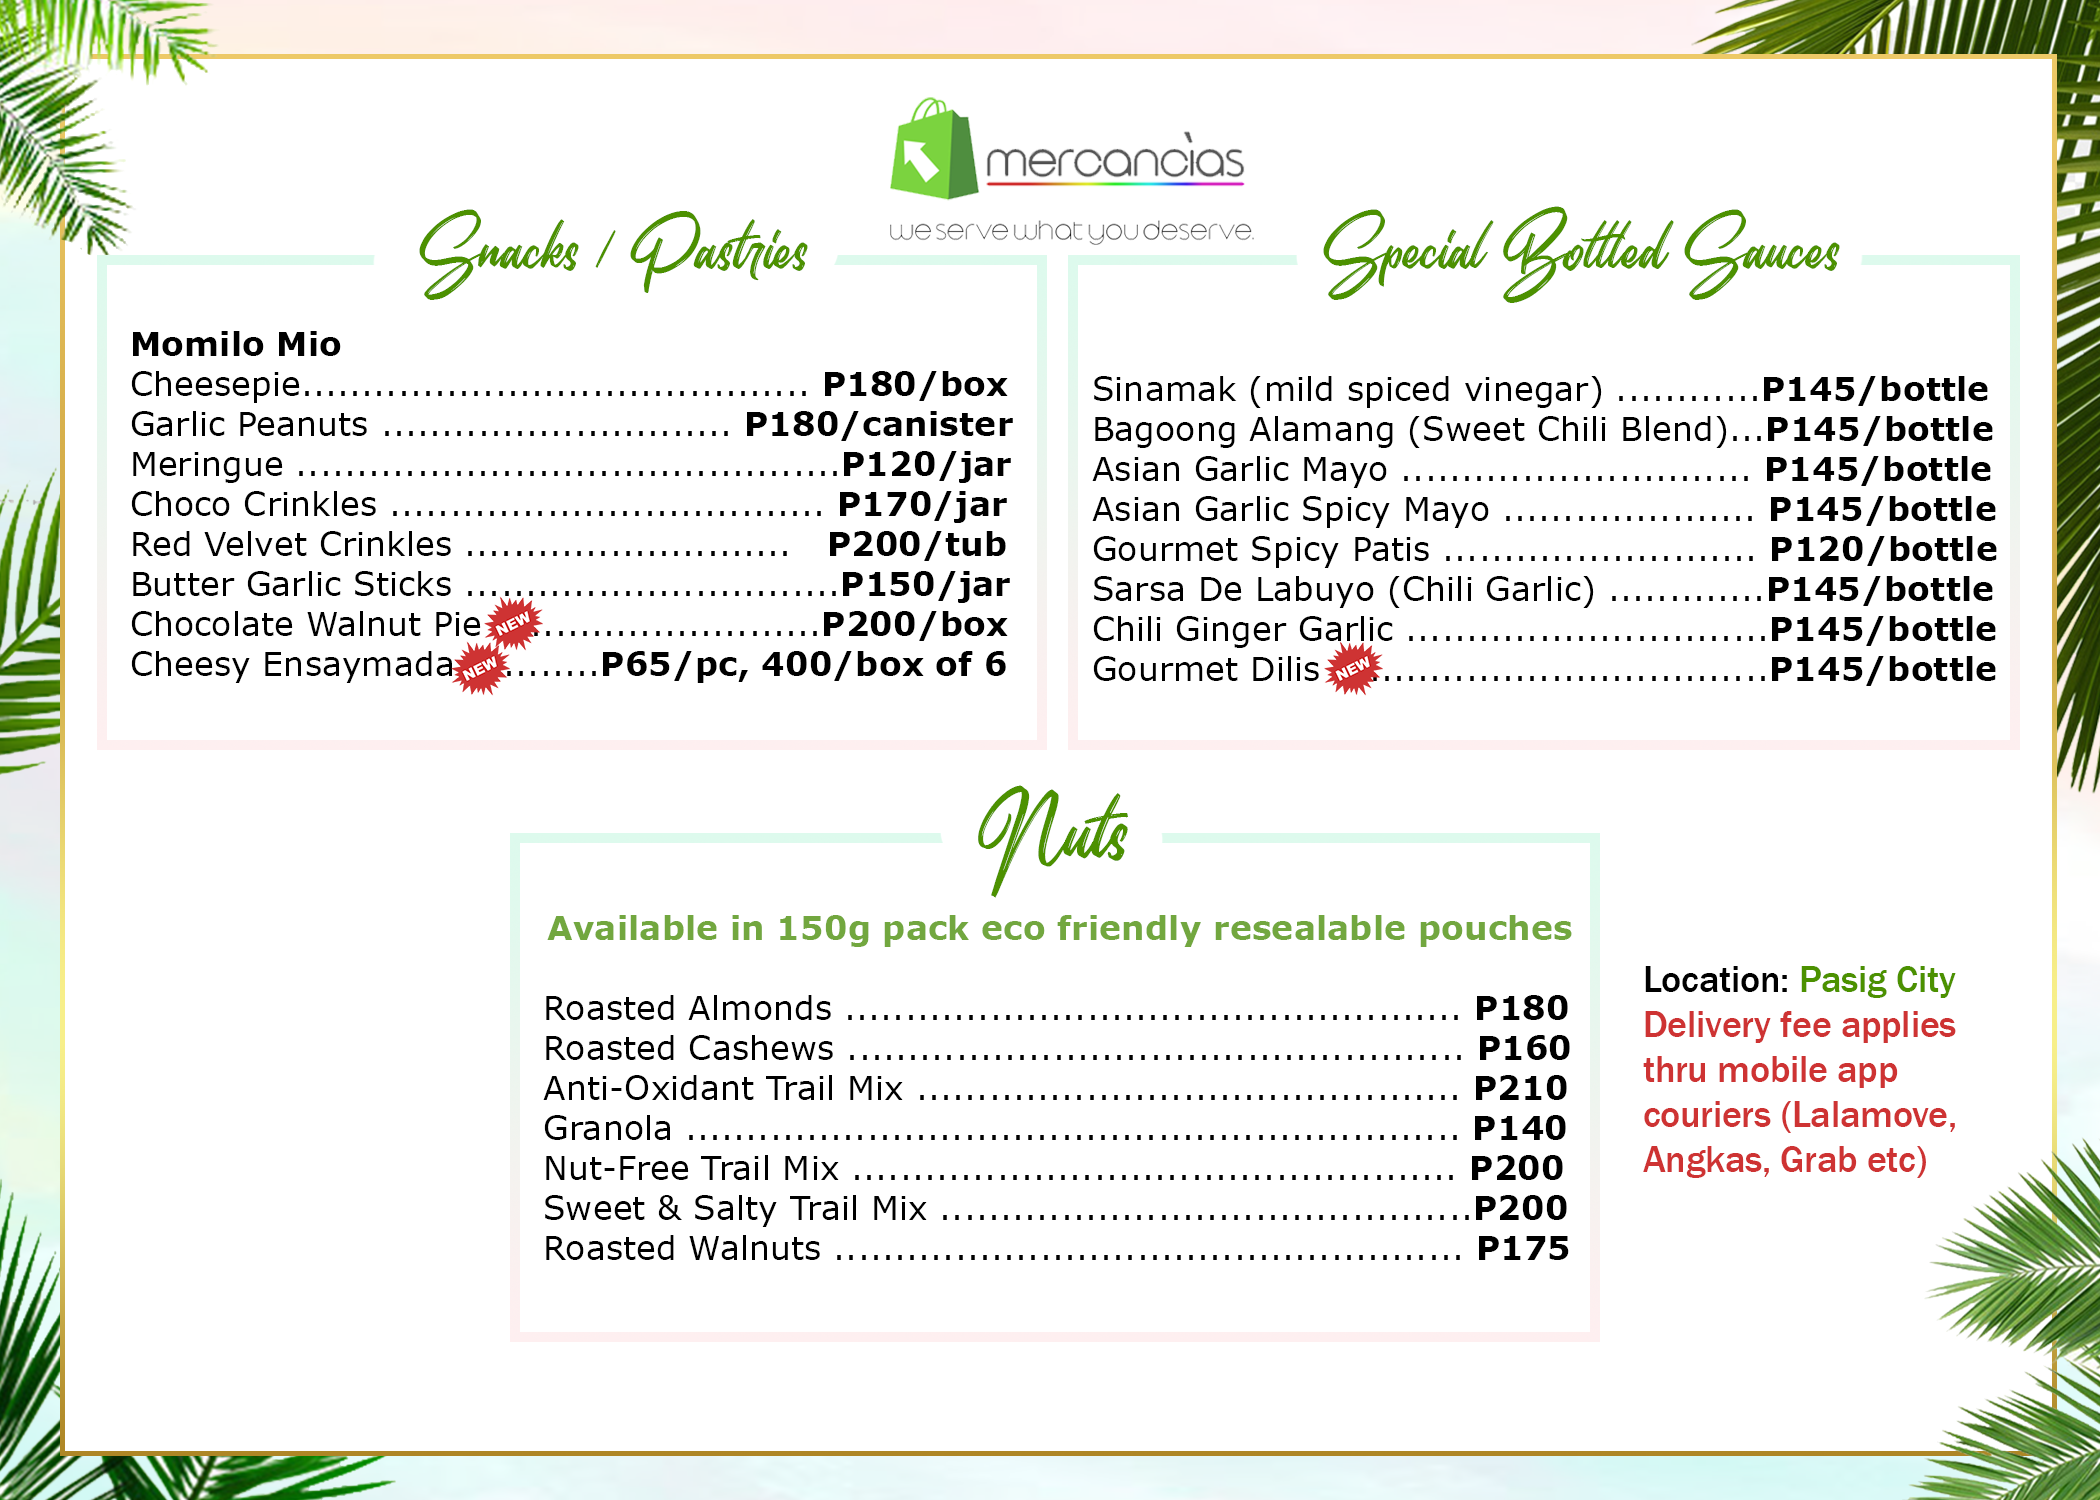 mercancìas
we serve what you deserve.
Snacks / Pastries
Momilo Mio
Cheesepie.......................................... P180/box
Garlic Peanuts ............................. P180/canister
Meringue .............................................P120/jar
Choco Crinkles .................................... P170/jar
Red Velvet Crinkles ........................... P200/tub
Butter Garlic Sticks ...............................P150/jar
Chocolate Walnut Pie NEW ........................P200/box
Cheesy Ensaymada NEW ........P65/pc, 400/box of 6
Special Bottled Sauces
Sinamak (mild spiced vinegar) ............P145/bottle
Bagoong Alamang (Sweet Chili Blend)...P145/bottle
Asian Garlic Mayo ............................. P145/bottle
Asian Garlic Spicy Mayo ..................... P145/bottle
Gourmet Spicy Patis .......................... P120/bottle
Sarsa De Labuyo (Chili Garlic) .............P145/bottle
Chili Ginger Garlic ..............................P145/bottle
Gourmet Dilis NEW ................................P145/bottle
Nuts
Available in 150g pack eco friendly resealable pouches
Roasted Almonds ................................................... P180
Roasted Cashews ................................................... P160
Anti-Oxidant Trail Mix ............................................. P210
Granola ................................................................ P140
Nut-Free Trail Mix .................................................. P200
Sweet & Salty Trail Mix ............................................P200
Roasted Walnuts .................................................... P175
Location: Pasig City
Delivery fee applies
thru mobile app
couriers (Lalamove,
Angkas, Grab etc)